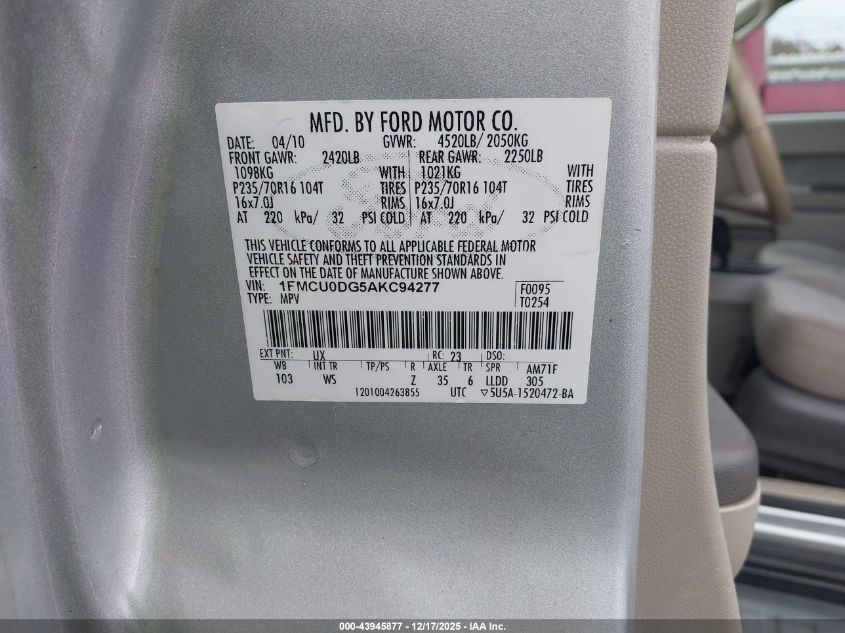 MFD. BY FORD MOTOR CO.
DATE: 04/10 GVWR: 4520LB/ 2050KG
FRONT GAWR: 2420LB REAR GAWR: 2250LB
1098KG WITH 1021KG WITH
P235/70R16 104T TIRES P235/70R16 104T TIRES
16x7.0J RIMS 16x7.0J RIMS
AT 220 kPa/ 32 PSI COLD AT 220 kPa/ 32 PSI COLD
THIS VEHICLE CONFORMS TO ALL APPLICABLE FEDERAL MOTOR
VEHICLE SAFETY AND THEFT PREVENTION STANDARDS IN
EFFECT ON THE DATE OF MANUFACTURE SHOWN ABOVE.
VIN: 1FMCU0DG5AKC94277 F0095
TYPE: MPV T0254
EXT PNT: UX RC: 23 DSO:
WB INT TR TP/PS R AXLE TR SPR AM71F
103 WS Z 35 6 LLDD 305
1201004263855 UTC ▽5U5A-1520472-BA
000-43945877 | 12/17/2025 - IAA Inc.